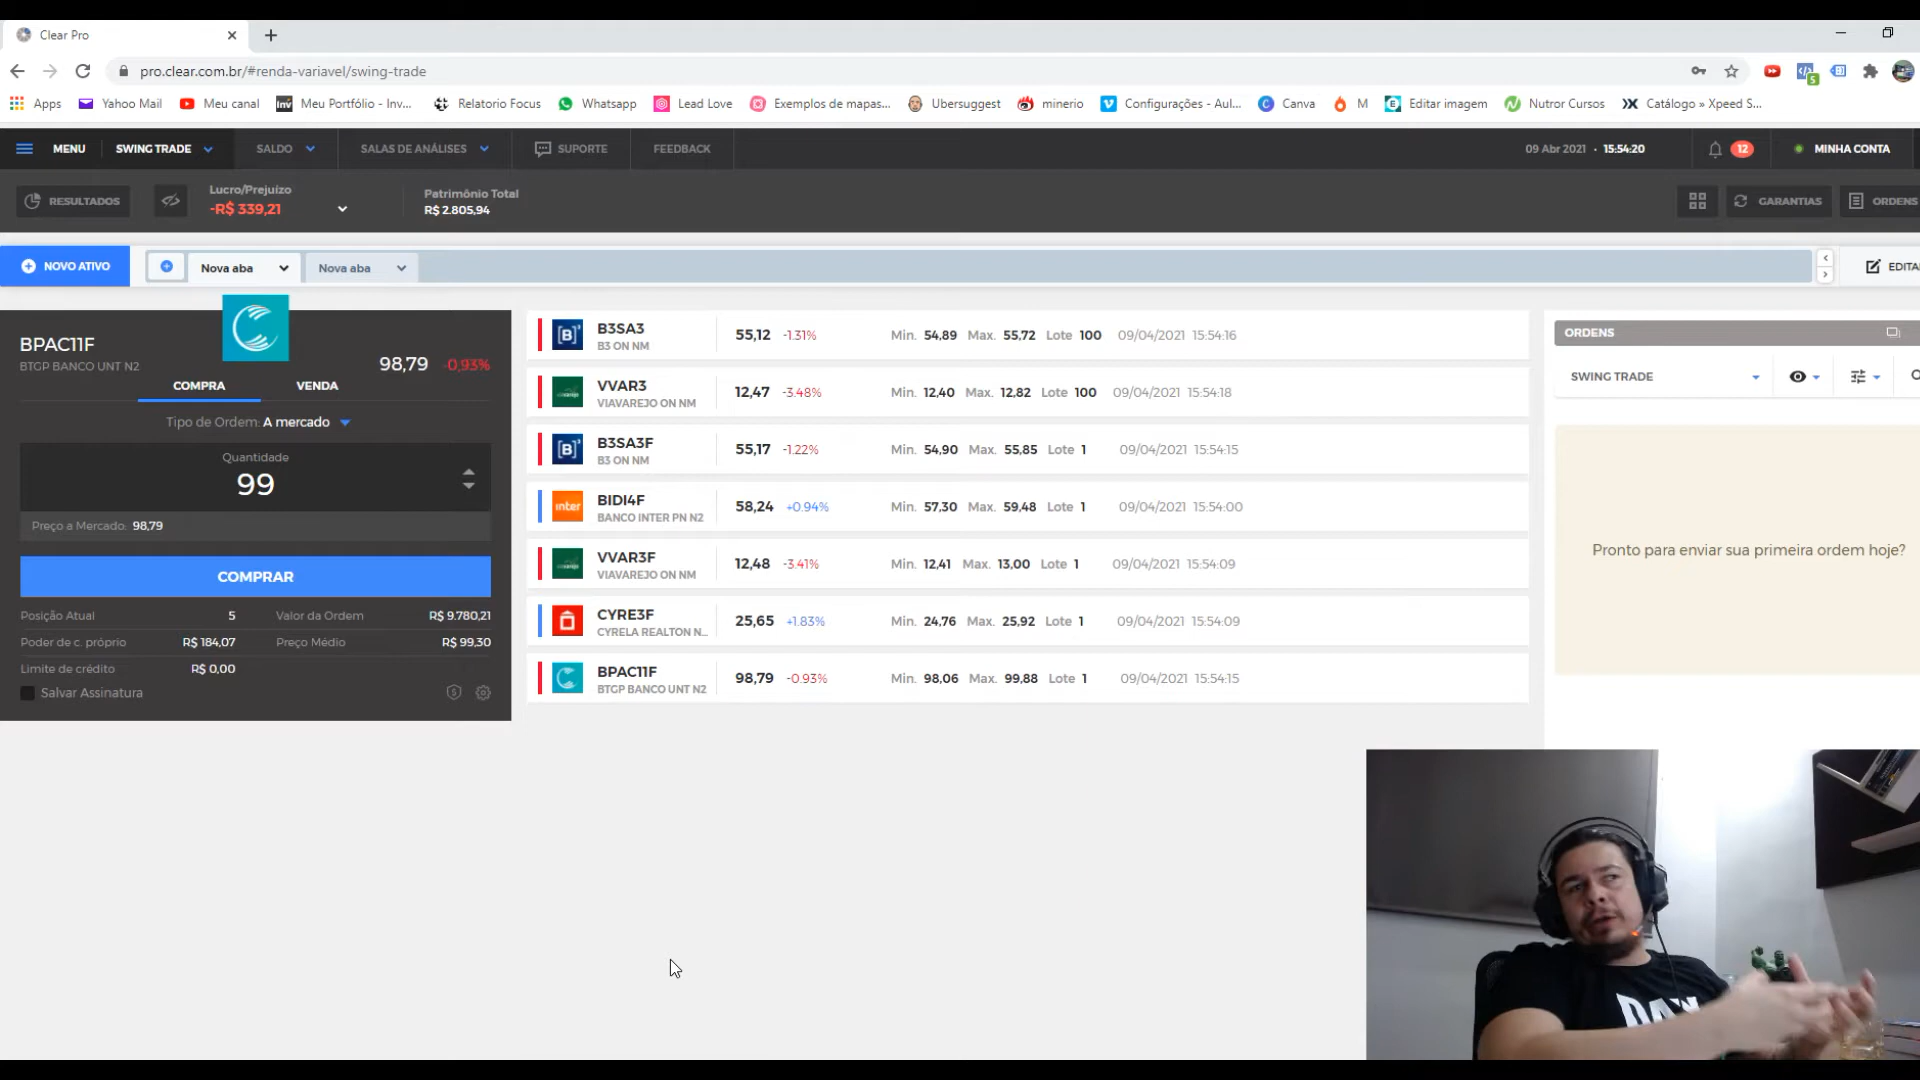 Clear Pro
pro.clear.com.br/#renda-variavel/swing-trade
Apps Yahoo Mail Meu canal Inv Meu Portfólio - Inv... Relatorio Focus Whatsapp Lead Love Exemplos de mapas... Ubersuggest minerio Configurações - Aul... Canva M Editar imagem Nutror Cursos Catálogo » Xpeed S...
MENU SWING TRADE SALDO SALAS DE ANÁLISES SUPORTE FEEDBACK 09 Abr 2021 • 15:54:20 12 MINHA CONTA
RESULTADOS
Lucro/Prejuízo
-R$ 339,21
Patrimônio Total
R$ 2.805,94
GARANTIAS ORDENS
NOVO ATIVO Nova aba Nova aba EDITA
BPAC11F
BTGP BANCO UNT N2
98,79 -0,93%
COMPRA VENDA
Tipo de Ordem: A mercado
Quantidade
99
Preço a Mercado: 98,79
COMPRAR
Posição Atual 5 Valor da Ordem R$ 9.780,21
Poder de c. próprio R$ 184,07 Preço Médio R$ 99,30
Limite de crédito R$ 0,00
Salvar Assinatura
[B]³ B3SA3 55,12 -1.31% Min. 54,89 Max. 55,72 Lote 100 09/04/2021 15:54:16
B3 ON NM
VVAR3 12,47 -3.48% Min. 12,40 Max. 12,82 Lote 100 09/04/2021 15:54:18
VIAVAREJO ON NM
[B]³ B3SA3F 55,17 -1.22% Min. 54,90 Max. 55,85 Lote 1 09/04/2021 15:54:15
B3 ON NM
inter BIDI4F 58,24 +0.94% Min. 57,30 Max. 59,48 Lote 1 09/04/2021 15:54:00
BANCO INTER PN N2
VVAR3F 12,48 -3.41% Min. 12,41 Max. 13,00 Lote 1 09/04/2021 15:54:09
VIAVAREJO ON NM
CYRE3F 25,65 +1.83% Min. 24,76 Max. 25,92 Lote 1 09/04/2021 15:54:09
CYRELA REALTON N...
BPAC11F 98,79 -0.93% Min. 98,06 Max. 99,88 Lote 1 09/04/2021 15:54:15
BTGP BANCO UNT N2
ORDENS
SWING TRADE
Pronto para enviar sua primeira ordem hoje?